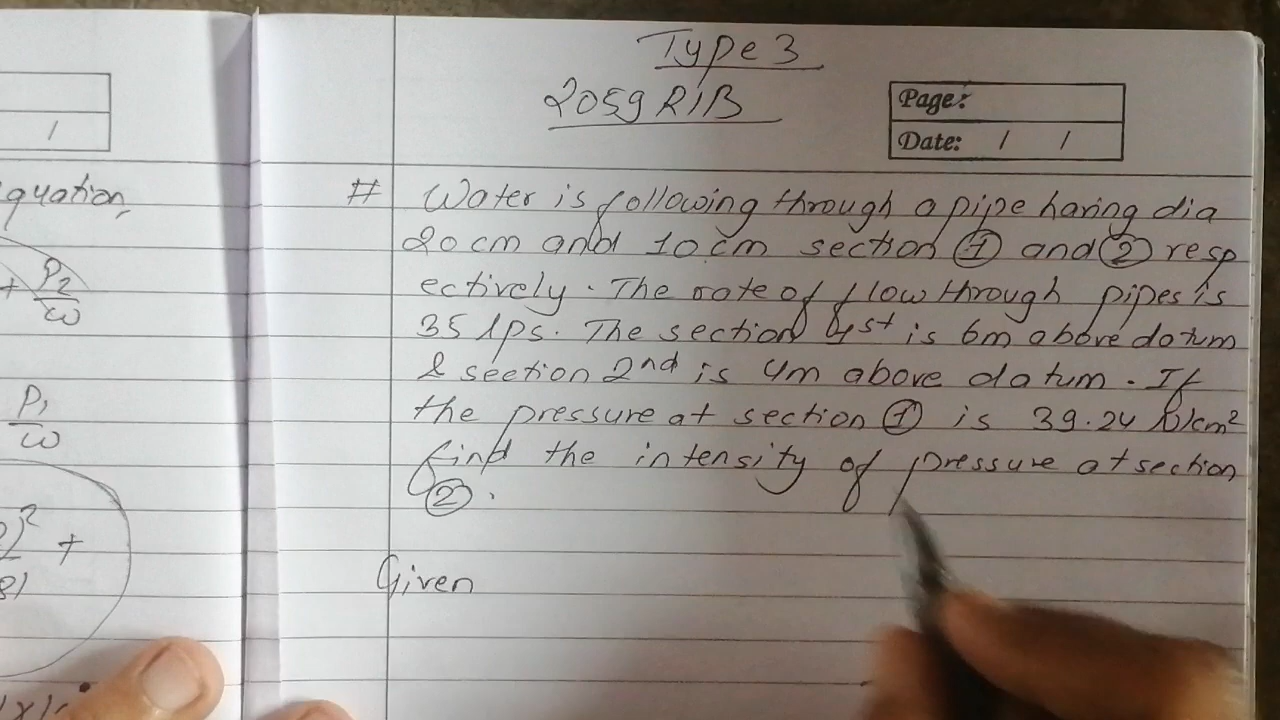 Type 3
2059 R/B
Page:
Date: / /
/
quation,
+ P2/ω
P1/ω
)² +
# Water is following through a pipe having dia
20cm and 10cm section ① and ② resp
ectively. The rate of flow through pipes is
35 lps. The section 1st is 6m above datum
& section 2nd is 4m above datum. If
the pressure at section ① is 39.24 N/cm²
find the intensity of pressure at section
②.
Given